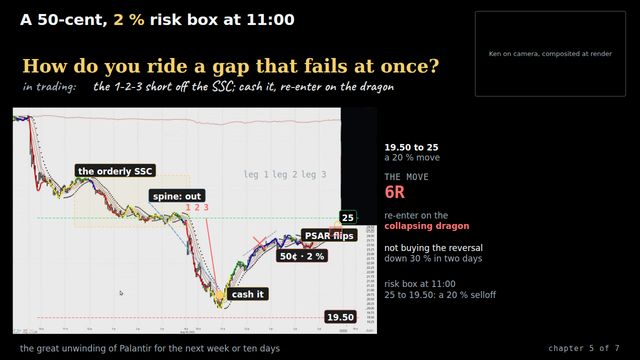 A 50-cent, 2 % risk box at 11:00
Ken on camera, composited at render
How do you ride a gap that fails at once?
in trading: the 1-2-3 short off the SSC; cash it, re-enter on the dragon
the orderly SSC
leg 1 leg 2 leg 3
spine: out
1 2 3
25
PSAR flips
50¢ · 2 %
cash it
19.50
19.50 to 25
a 20 % move
THE MOVE
6R
re-enter on the
collapsing dragon
not buying the reversal
down 30 % in two days
risk box at 11:00
25 to 19.50: a 20 % selloff
the great unwinding of Palantir for the next week or ten days
chapter 5 of 7